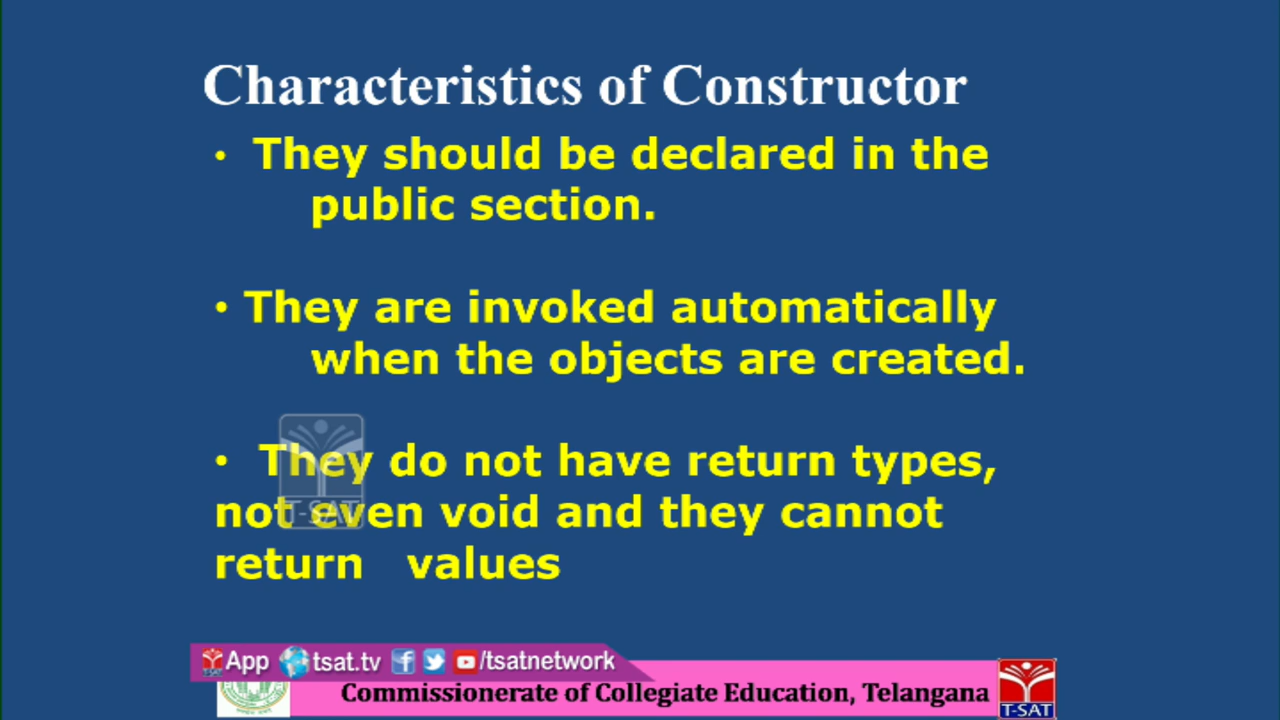 Characteristics of Constructor
• They should be declared in the
public section.
• They are invoked automatically
when the objects are created.
• They do not have return types,
not even void and they cannot
return values
T-SAT
App tsat.tv /tsatnetwork
Commissionerate of Collegiate Education, Telangana
T-SAT